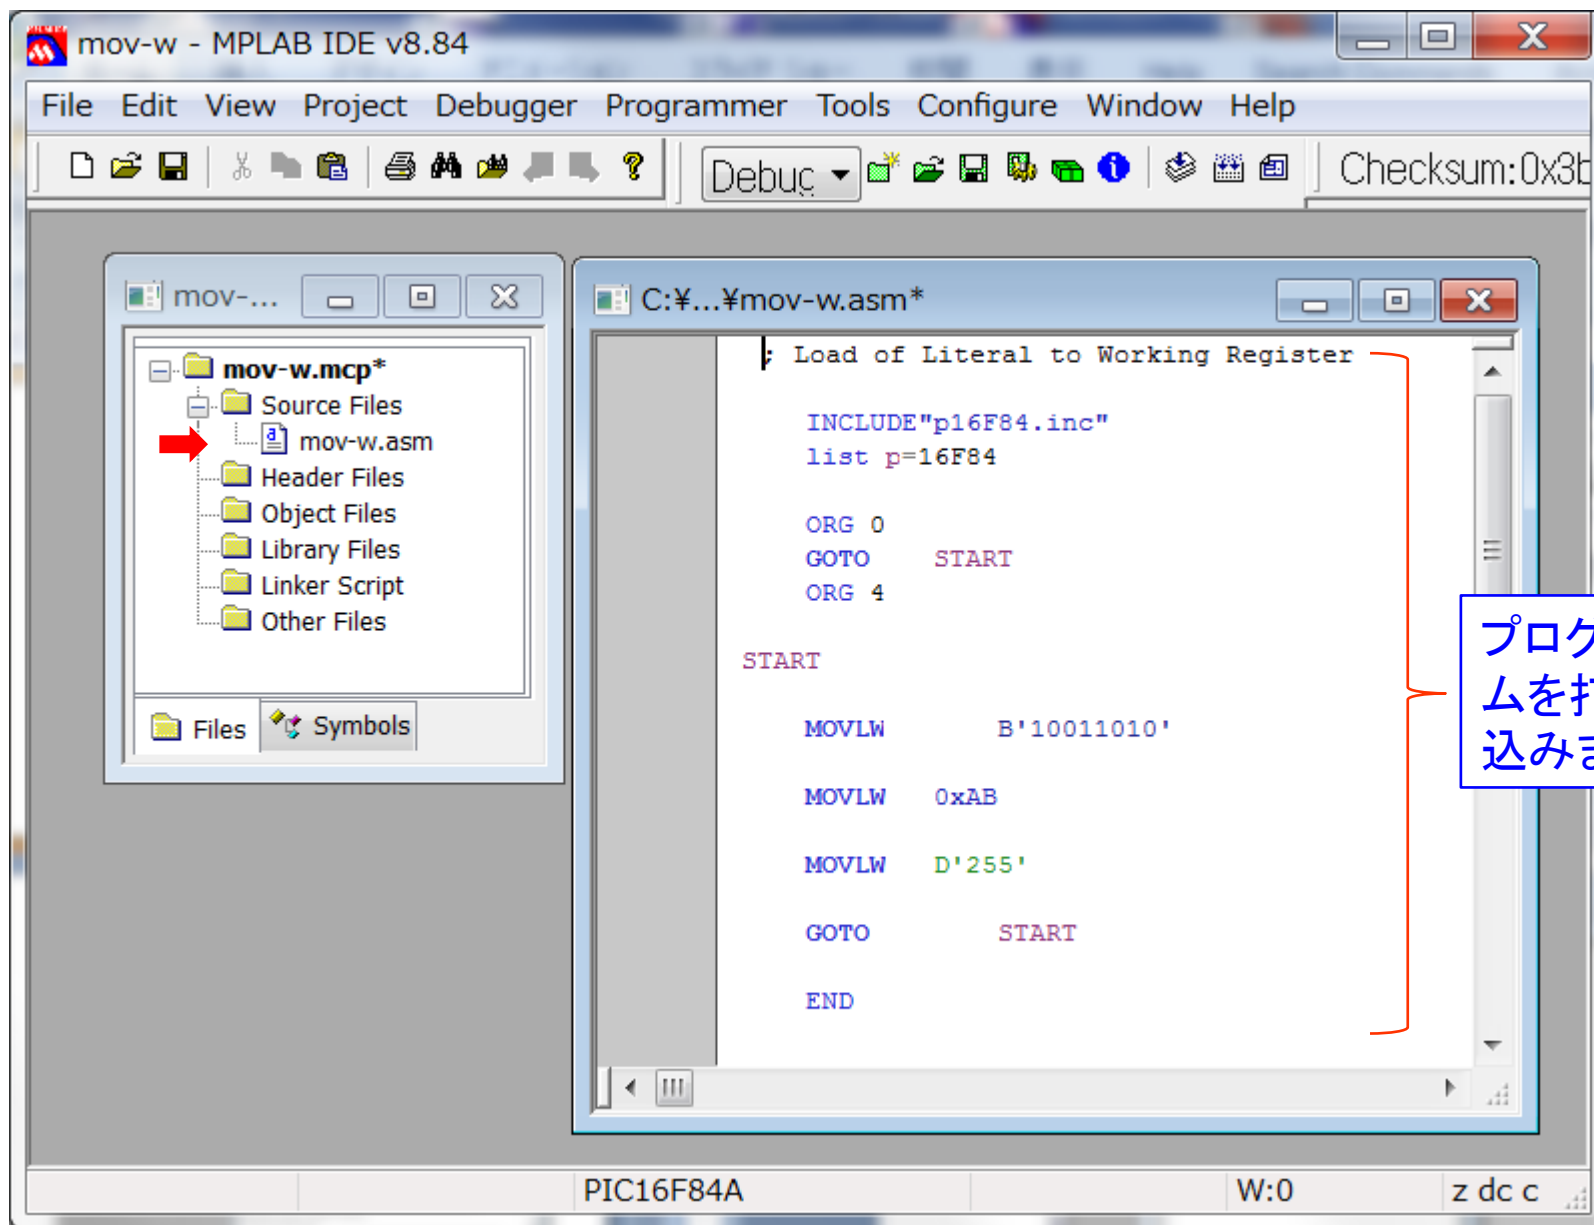 mov-w - MPLAB IDE v8.84
File Edit View Project Debugger Programmer Tools Configure Window Help
Debug Checksum:0x3b
mov-...
mov-w.mcp*
Source Files
mov-w.asm
Header Files
Object Files
Library Files
Linker Script
Other Files
Files Symbols
C:¥...¥mov-w.asm*
; Load of Literal to Working Register
INCLUDE"p16F84.inc"
list p=16F84
ORG 0
GOTO START
ORG 4
START
MOVLW B'10011010'
MOVLW 0xAB
MOVLW D'255'
GOTO START
END
プログ
ムを打
込みま
PIC16F84A W:0 z dc c